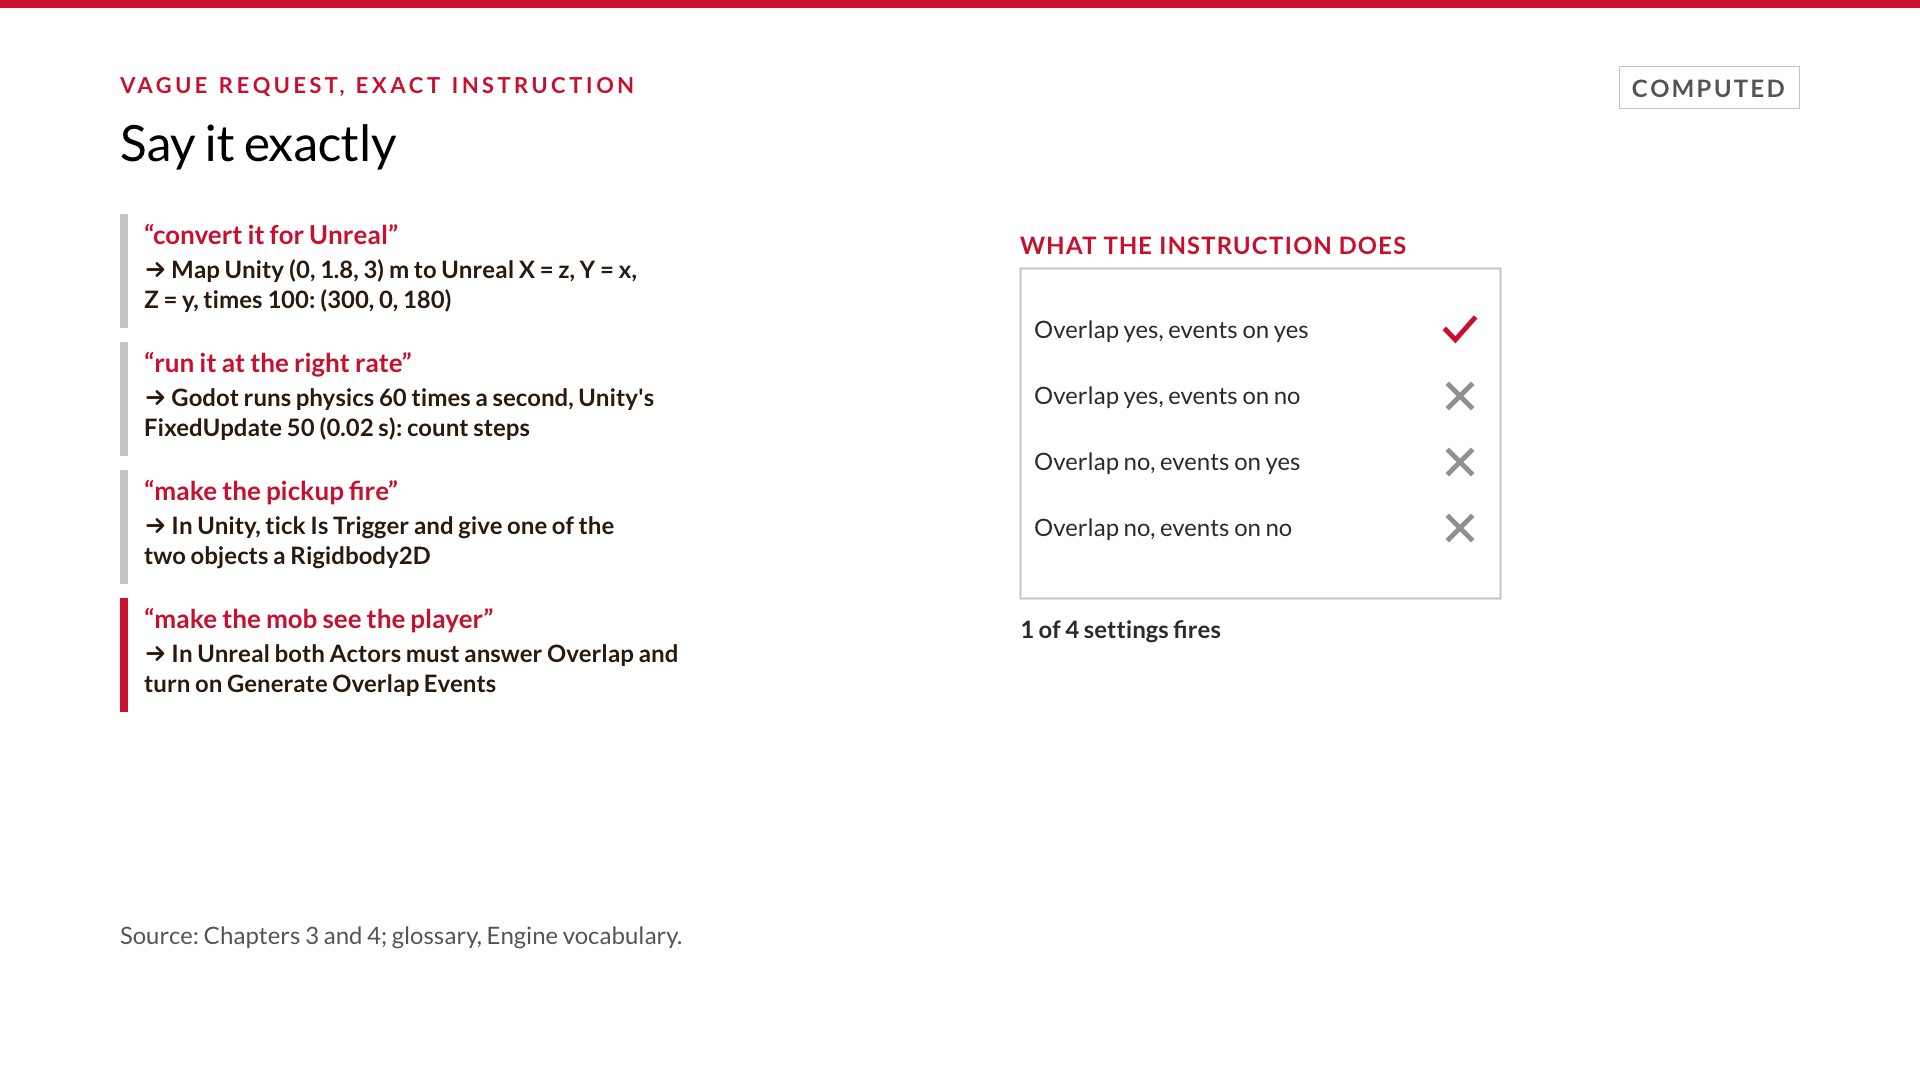 VAGUE REQUEST, EXACT INSTRUCTION
COMPUTED
Say it exactly
“convert it for Unreal”
→ Map Unity (0, 1.8, 3) m to Unreal X = z, Y = x,
Z = y, times 100: (300, 0, 180)
“run it at the right rate”
→ Godot runs physics 60 times a second, Unity's
FixedUpdate 50 (0.02 s): count steps
“make the pickup fire”
→ In Unity, tick Is Trigger and give one of the
two objects a Rigidbody2D
“make the mob see the player”
→ In Unreal both Actors must answer Overlap and
turn on Generate Overlap Events
WHAT THE INSTRUCTION DOES
Overlap yes, events on yes
Overlap yes, events on no
Overlap no, events on yes
Overlap no, events on no
1 of 4 settings fires
Source: Chapters 3 and 4; glossary, Engine vocabulary.